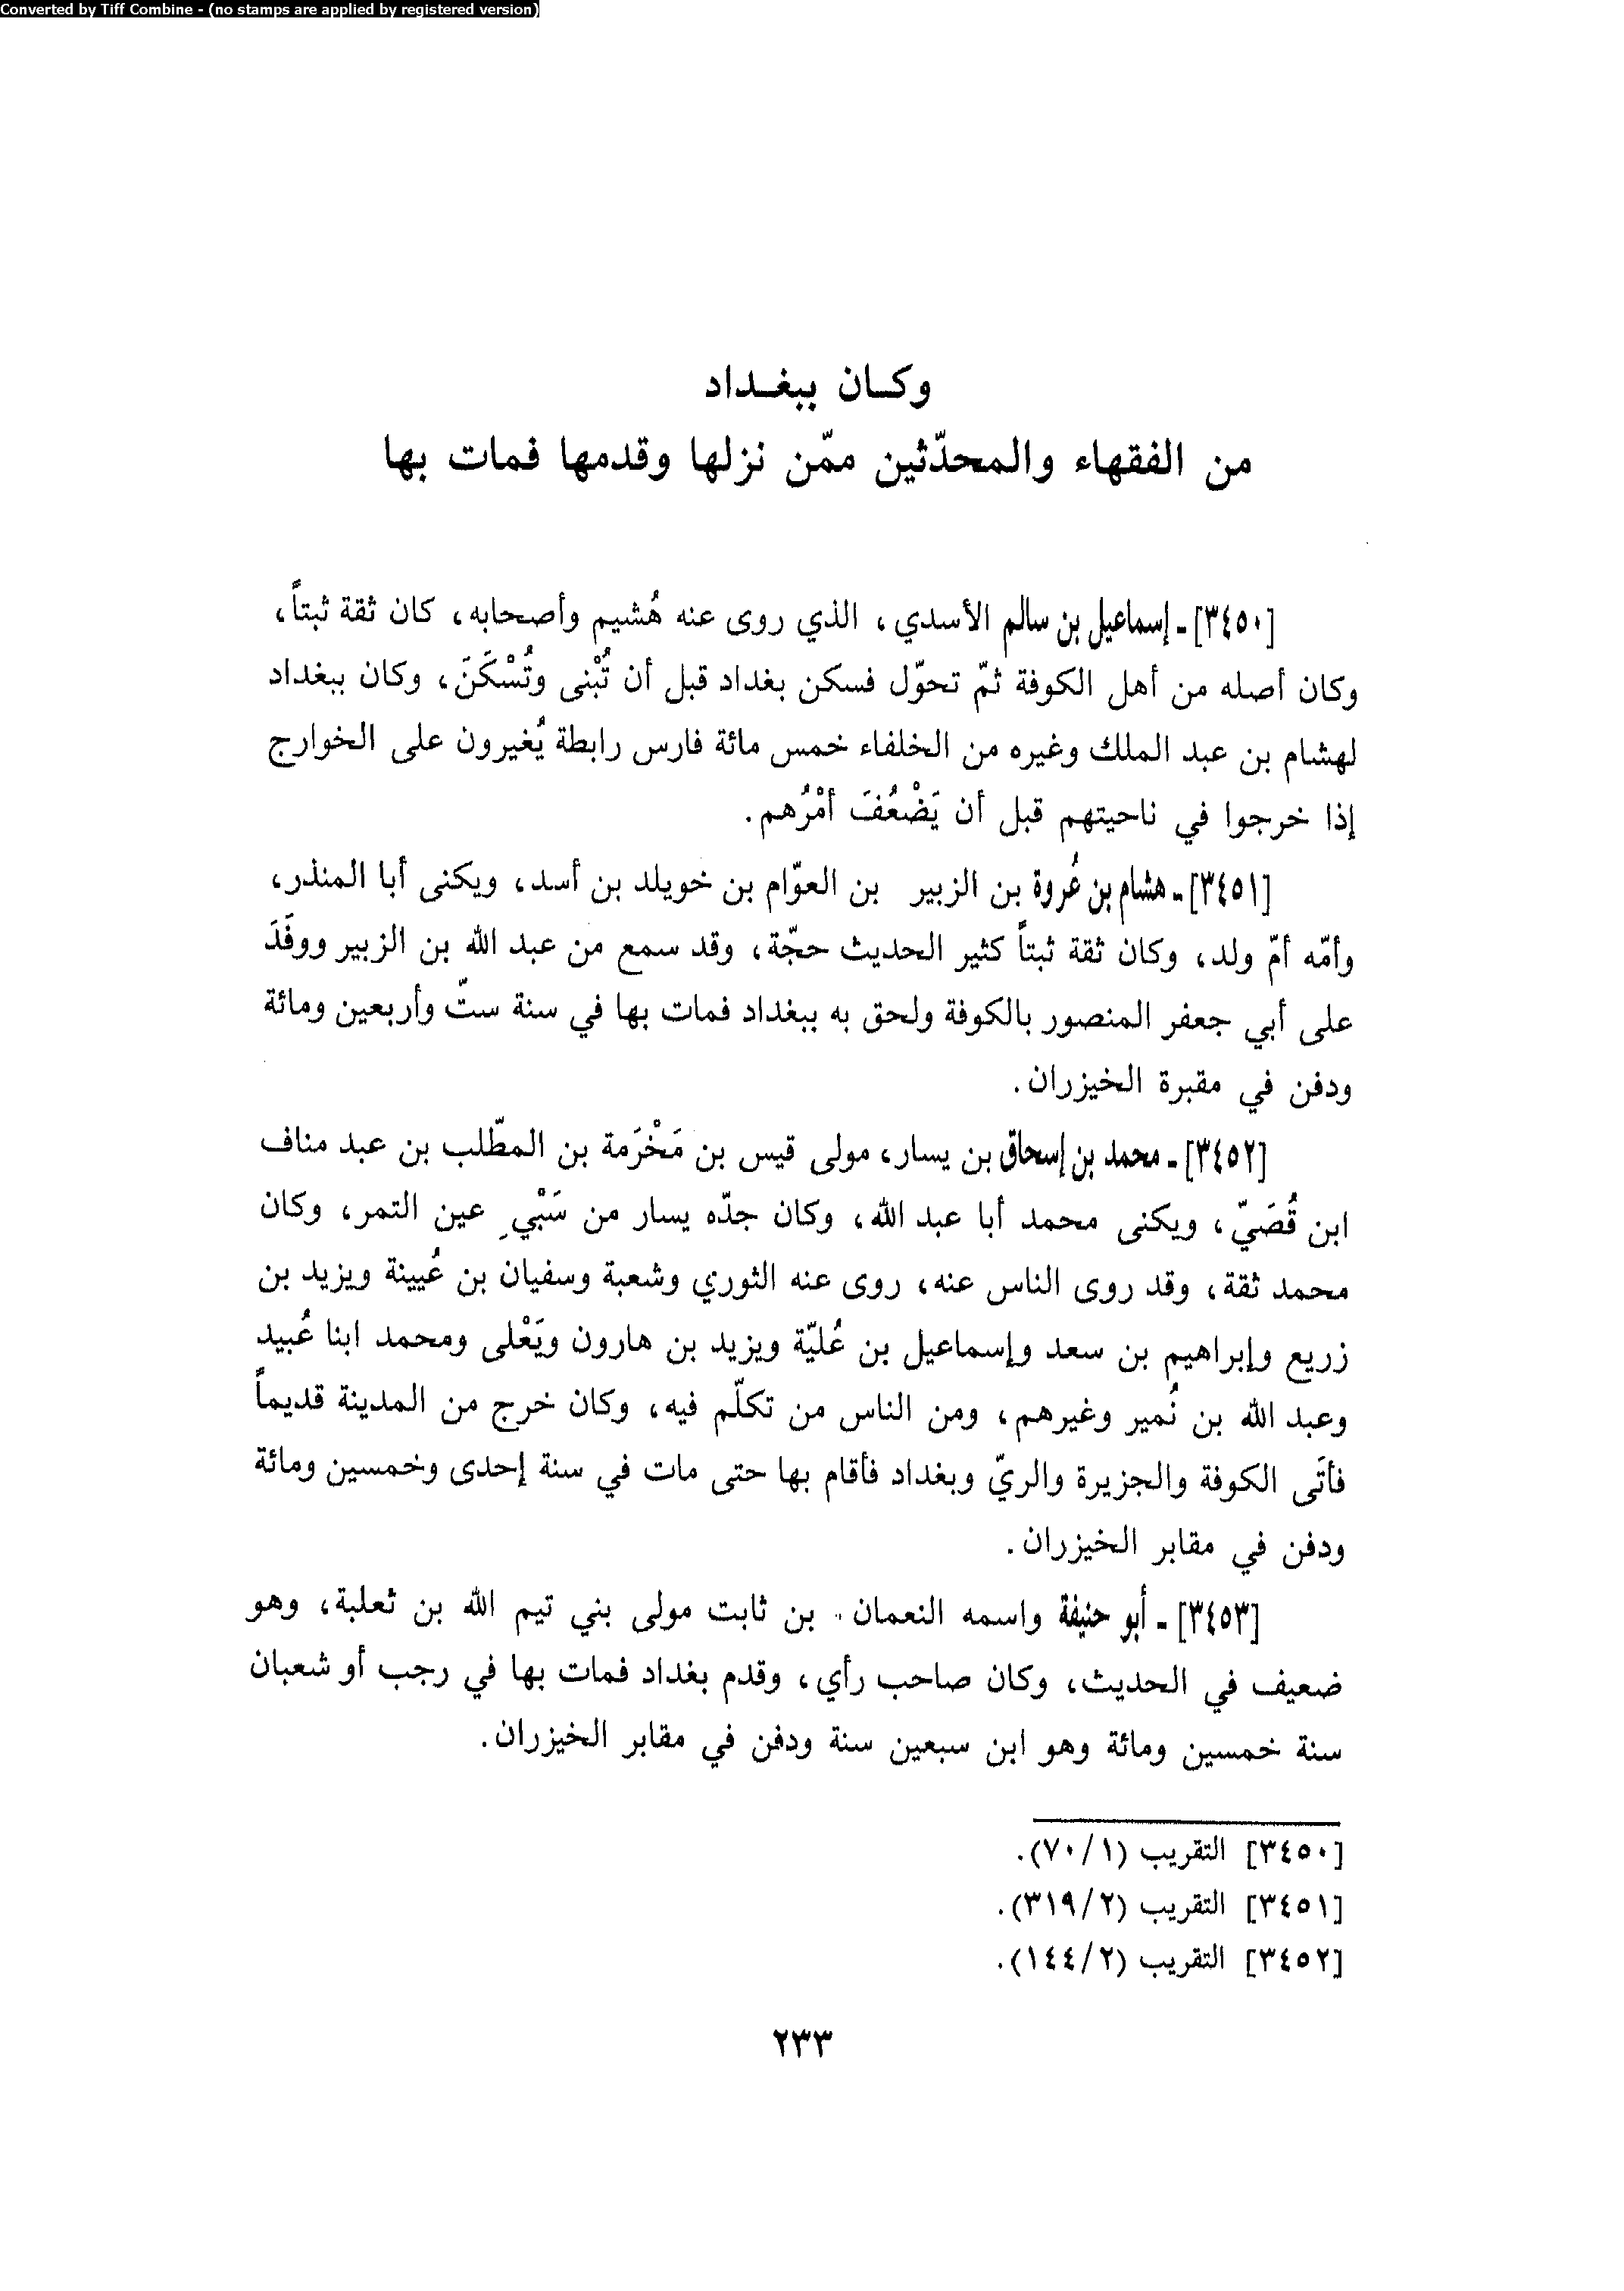 Converted by Tiff Combine - (no stamps are applied by registered version)
وكان ببغداد
من الفقهاء والمحدّثين ممّن نزلها وقدمها فمات بها
[٣٤٥٠] ـ إسماعيل بن سالم الأسدي، الذي روى عنه هُشيم وأصحابه، كان ثقة ثبتاً،
وكان أصله من أهل الكوفة ثمّ تحوّل فسكن بغداد قبل أن تُبْنى وتُسْكَنَ، وكان ببغداد
لهشام بن عبد الملك وغيره من الخلفاء خمس مائة فارس رابطة يُغيرون على الخوارج
إذا خرجوا في ناحيتهم قبل أن يَضْعُفَ أمْرُهم.
[٣٤٥١] ـ هشام بن عُروة بن الزبير بن العوّام بن خويلد بن أسد، ويكنى أبا المنذر،
وأمّه أمّ ولد، وكان ثقة ثبتاً كثير الحديث حجّة، وقد سمع من عبد الله بن الزبير ووفَدَ
على أبي جعفر المنصور بالكوفة ولحق به ببغداد فمات بها في سنة ستّ وأربعين ومائة
ودفن في مقبرة الخيزران.
[٣٤٥٢] ـ محمد بن إسحاق بن يسار، مولى قيس بن مَخْرَمة بن المطّلب بن عبد مناف
ابن قُصَيّ، ويكنى محمد أبا عبد الله، وكان جدّه يسار من سَبْيِ عين التمر، وكان
محمد ثقة، وقد روى الناس عنه، روى عنه الثوري وشعبة وسفيان بن عُيينة ويزيد بن
زريع وإبراهيم بن سعد وإسماعيل بن عُليّة ويزيد بن هارون ويَعْلى ومحمد ابنا عُبيد
وعبد الله بن نُمير وغيرهم، ومن الناس من تكلّم فيه، وكان خرج من المدينة قديماً
فأتَى الكوفة والجزيرة والريّ وبغداد فأقام بها حتى مات في سنة إحدى وخمسين ومائة
ودفن في مقابر الخيزران.
[٣٤٥٣] ـ أبو حنيفة واسمه النعمان بن ثابت مولى بني تيم الله بن ثعلبة، وهو
ضعيف في الحديث، وكان صاحب رأي، وقدم بغداد فمات بها في رجب أو شعبان
سنة خمسين ومائة وهو ابن سبعين سنة ودفن في مقابر الخيزران.
[٣٤٥٠] التقريب (١/ ٧٠).
[٣٤٥١] التقريب (٢/ ٣١٩).
[٣٤٥٢] التقريب (٢/ ١٤٤).
٢٣٣